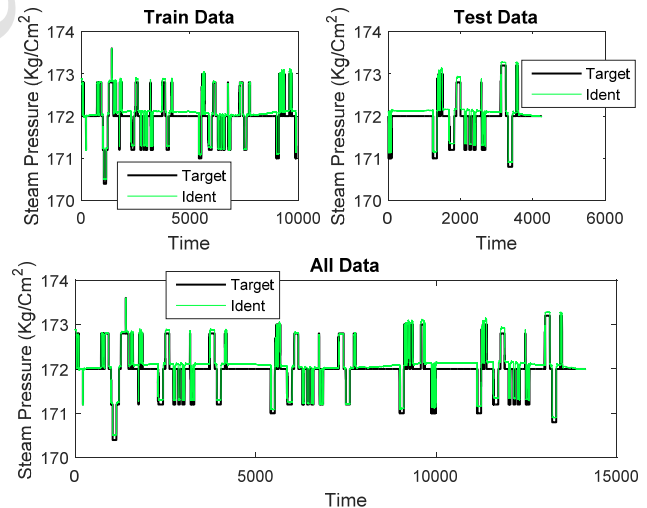 Train Data
Steam Pressure (Kg/Cm²)
174
173
172
171
170
0
5000
10000
Time
Target
Ident
Test Data
Steam Pressure (Kg/Cm²)
174
173
172
171
170
0
2000
4000
6000
Time
Target
Ident
All Data
Steam Pressure (Kg/Cm²)
174
173
172
171
170
0
5000
10000
15000
Time
Target
Ident